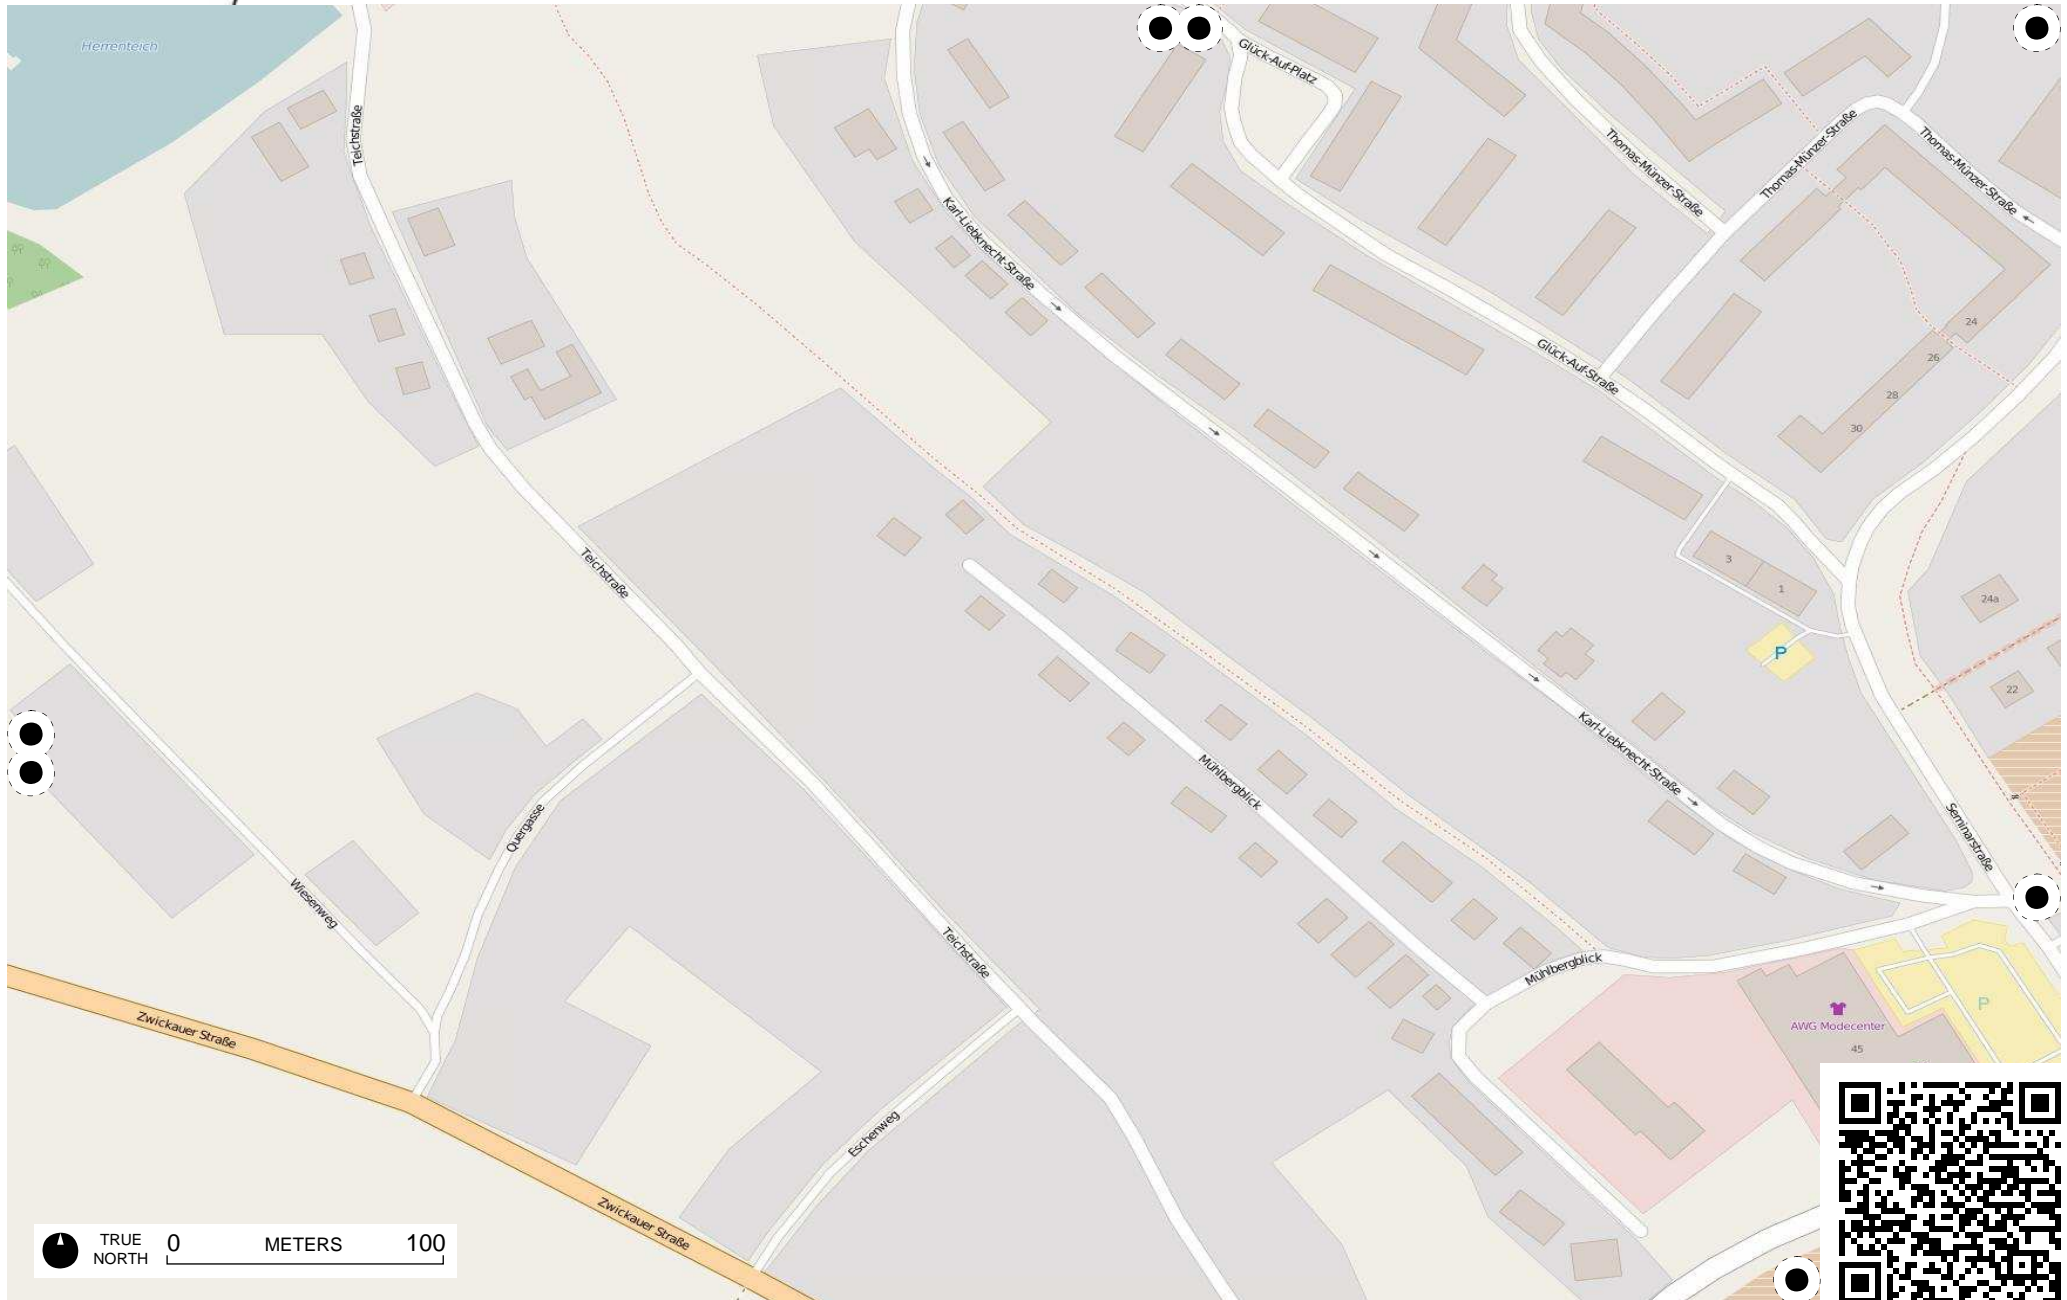 Herrenteich
Glück-Auf-Platz
Teichstraße
Thomas-Münzer-Straße
Thomas-Münzer-Straße
Thomas-Münzer-Straße
Karl-Liebknecht-Straße
24
26
Glück-Auf-Straße
28
30
3
1
Teichstraße
24a
P
22
Karl-Liebknecht-Straße
Mühlbergblick
Quergasse
Seminarstraße
Wiesenweg
Teichstraße
Mühlbergblick
P
AWG Modecenter
45
Zwickauer Straße
Eschenweg
Zwickauer Straße
TRUE NORTH
0 METERS 100